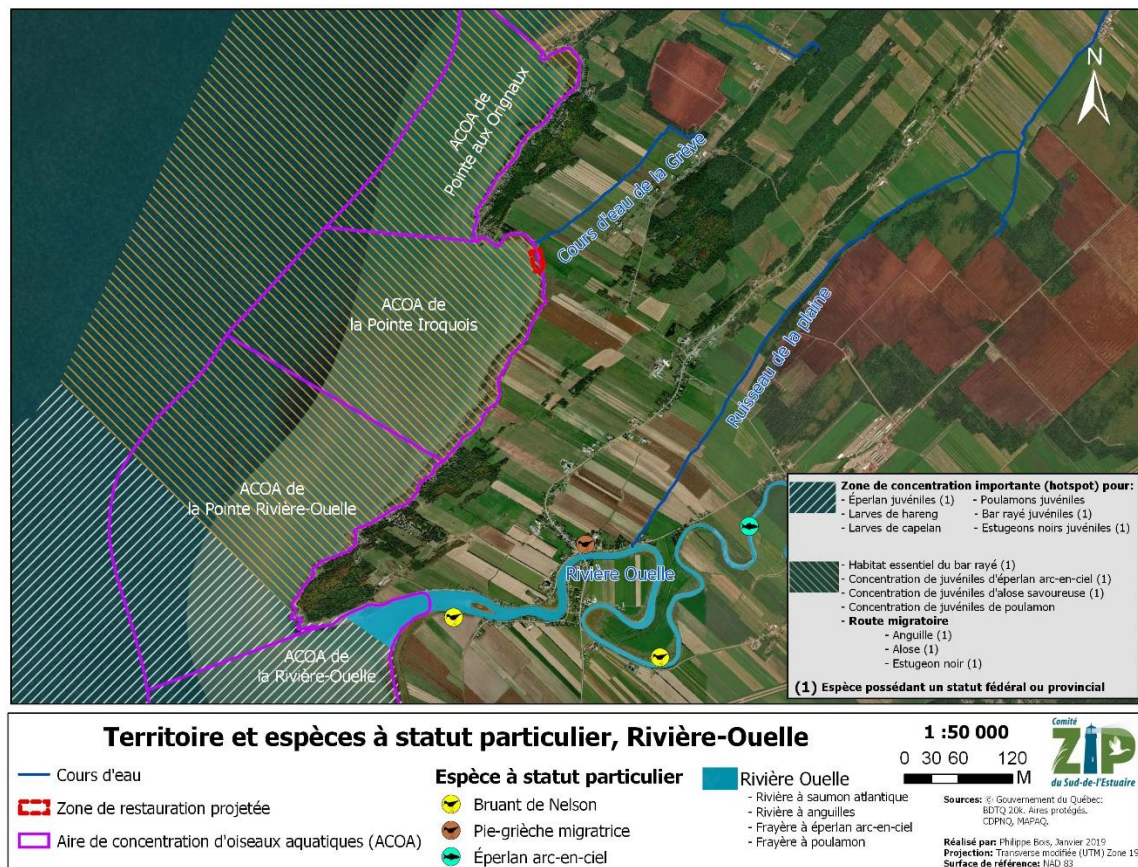 ACOA de
Pointe aux Orignaux
N
Cours d'eau de la Grève
ACOA de
la Pointe Iroquois
Ruisseau de la plaine
ACOA de
la Pointe Rivière-Ouelle
Rivière Ouelle
ACOA de
la Rivière-Ouelle
Zone de concentration importante (hotspot) pour:
- Éperlan juvéniles (1)
- Larves de hareng
- Larves de capelan
- Poulamons juvéniles
- Bar rayé juvéniles (1)
- Estugeons noirs juvéniles (1)
- Habitat essentiel du bar rayé (1)
- Concentration de juvéniles d'éperlan arc-en-ciel (1)
- Concentration de juvéniles d'alose savoureuse (1)
- Concentration de juvéniles de poulamon
- Route migratoire
- Anguille (1)
- Alose (1)
- Estugeon noir (1)
(1) Espèce possédant un statut fédéral ou provincial
Territoire et espèces à statut particulier, Rivière-Ouelle
Cours d'eau
Zone de restauration projetée
Aire de concentration d'oiseaux aquatiques (ACOA)
Espèce à statut particulier
Bruant de Nelson
Pie-grièche migratrice
Éperlan arc-en-ciel
Rivière Ouelle
- Rivière à saumon atlantique
- Rivière à anguilles
- Frayère à éperlan arc-en-ciel
- Frayère à poulamon
1 :50 000
0 30 60 120
M
Comité
ZIP
du Sud-de-l'Estuaire
Sources: © Gouvernement du Québec:
BDTQ 20k. Aires protégés.
CDPNQ, MAPAQ.
Réalisé par: Philippe Bois, Janvier 2019
Projection: Transverse modifiée (UTM) Zone 19
Surface de référence: NAD 83